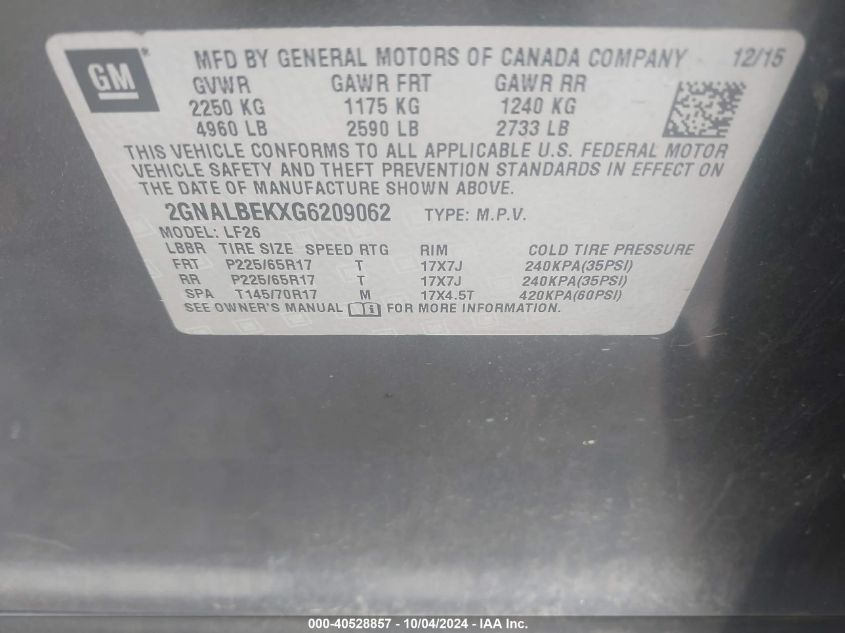 GM ® MFD BY GENERAL MOTORS OF CANADA COMPANY 12/15
GVWR GAWR FRT GAWR RR
2250 KG 1175 KG 1240 KG
4960 LB 2590 LB 2733 LB
THIS VEHICLE CONFORMS TO ALL APPLICABLE U.S. FEDERAL MOTOR
VEHICLE SAFETY AND THEFT PREVENTION STANDARDS IN EFFECT ON
THE DATE OF MANUFACTURE SHOWN ABOVE.
2GNALBEKXG6209062 TYPE: M.P.V.
MODEL: LF26
LBBR TIRE SIZE SPEED RTG RIM COLD TIRE PRESSURE
FRT P225/65R17 T 17X7J 240KPA(35PSI)
RR P225/65R17 T 17X7J 240KPA(35PSI)
SPA T145/70R17 M 17X4.5T 420KPA(60PSI)
SEE OWNER'S MANUAL FOR MORE INFORMATION.
000-40528857 - 10/04/2024 - IAA Inc.